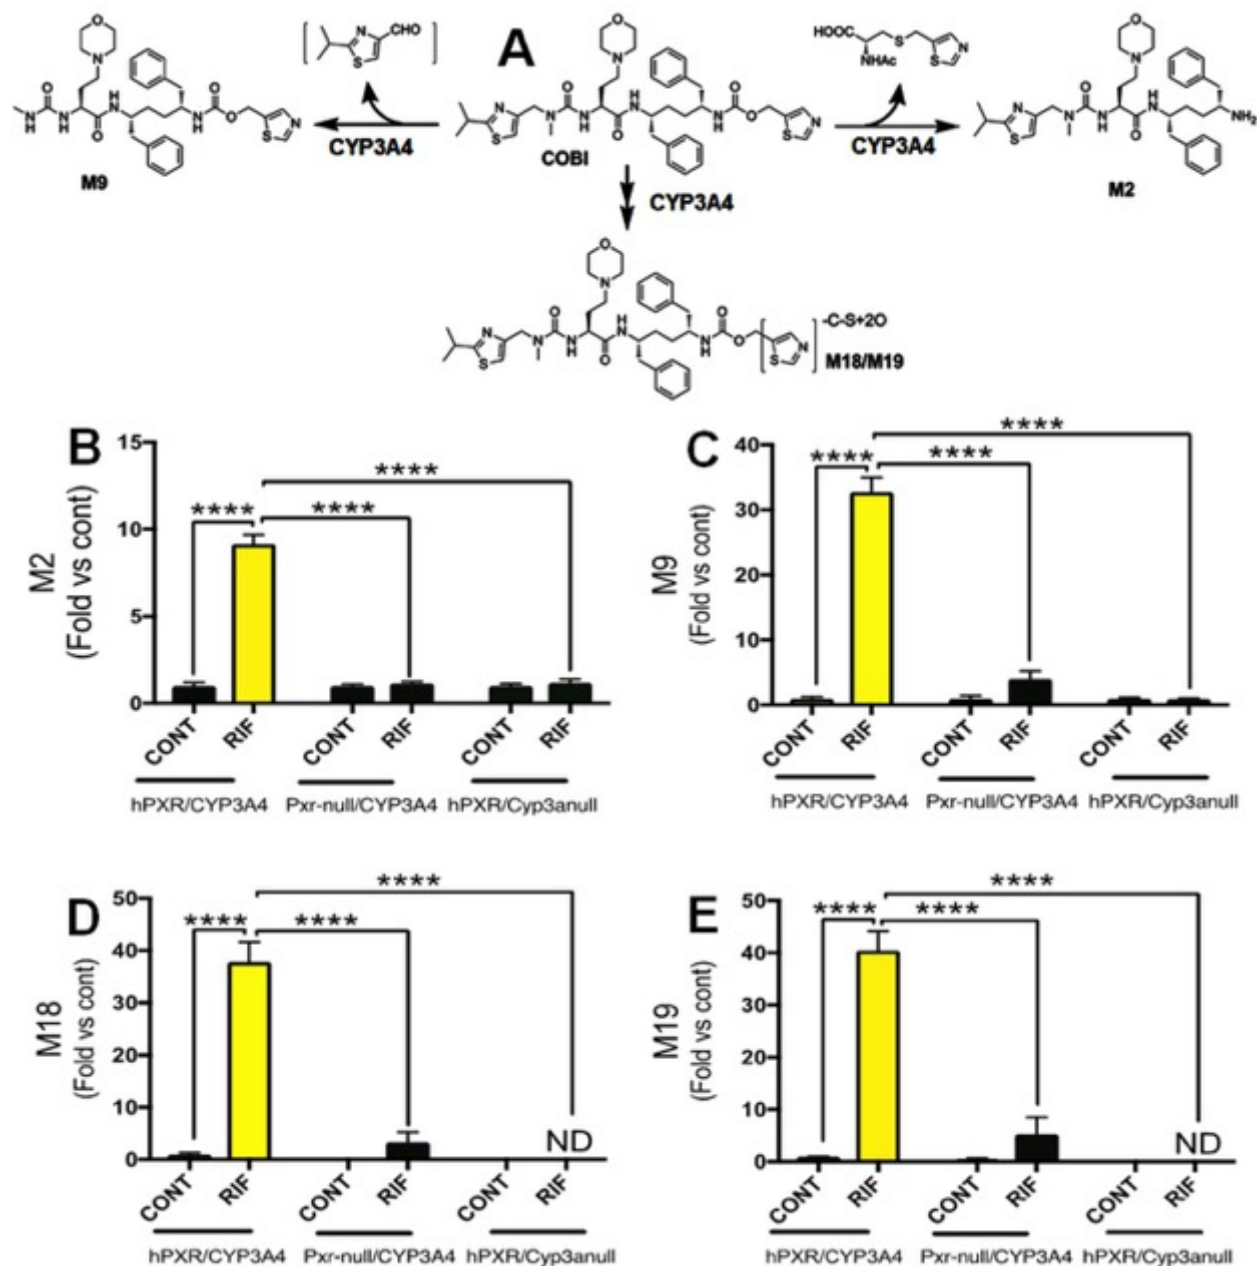 A
CHO
N
S
M9
CYP3A4
COBI
HOOC
NHAc
CYP3A4
NH2
M2
CYP3A4
-C-S+2O
M18/M19
B
M2
(Fold vs cont)
15
10
5
0
****
****
****
CONT
RIF
CONT
RIF
CONT
RIF
hPXR/CYP3A4
Pxr-null/CYP3A4
hPXR/Cyp3anull
C
M9
(Fold vs cont)
40
30
20
10
0
****
****
****
CONT
RIF
CONT
RIF
CONT
RIF
hPXR/CYP3A4
Pxr-null/CYP3A4
hPXR/Cyp3anull
D
M18
(Fold vs cont)
50
40
30
20
10
0
****
****
****
ND
CONT
RIF
CONT
RIF
CONT
RIF
hPXR/CYP3A4
Pxr-null/CYP3A4
hPXR/Cyp3anull
E
M19
(Fold vs cont)
50
40
30
20
10
0
****
****
****
ND
CONT
RIF
CONT
RIF
CONT
RIF
hPXR/CYP3A4
Pxr-null/CYP3A4
hPXR/Cyp3anull